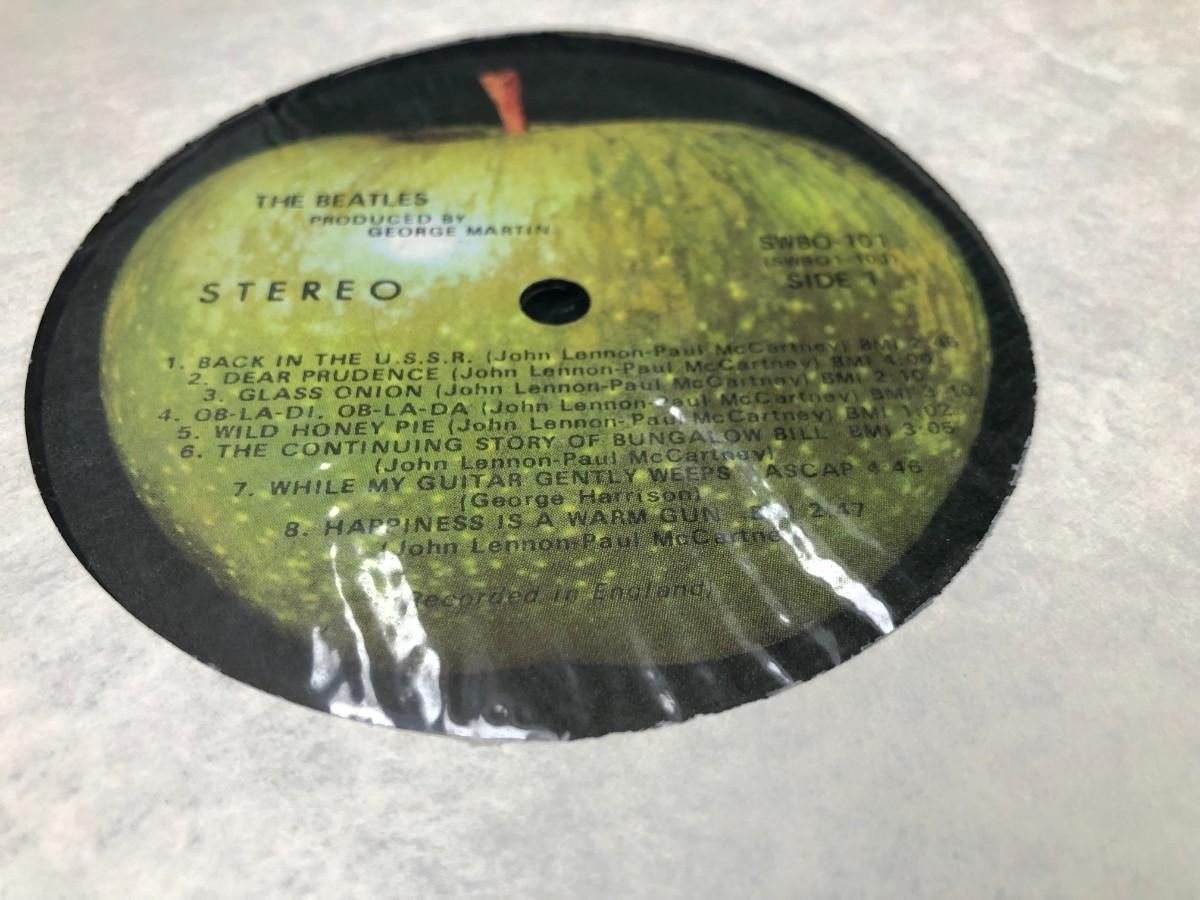 THE BEATLES
PRODUCED BY
GEORGE MARTIN
SWBO-101
(SWBO1-101)
SIDE 1
STEREO
1. BACK IN THE U.S.S.R. (John Lennon-Paul McCartney) BMI 2:45
2. DEAR PRUDENCE (John Lennon-Paul McCartney) BMI 4:00
3. GLASS ONION (John Lennon-Paul McCartney) BMI 2:10
4. OB-LA-DI, OB-LA-DA (John Lennon-Paul McCartney) BMI 3:10
5. WILD HONEY PIE (John Lennon-Paul McCartney) BMI 1:02
6. THE CONTINUING STORY OF BUNGALOW BILL BMI 3:05
(John Lennon-Paul McCartney)
7. WHILE MY GUITAR GENTLY WEEPS ASCAP 4:46
(George Harrison)
8. HAPPINESS IS A WARM GUN BMI 2:47
(John Lennon-Paul McCartney)
(Recorded in England)